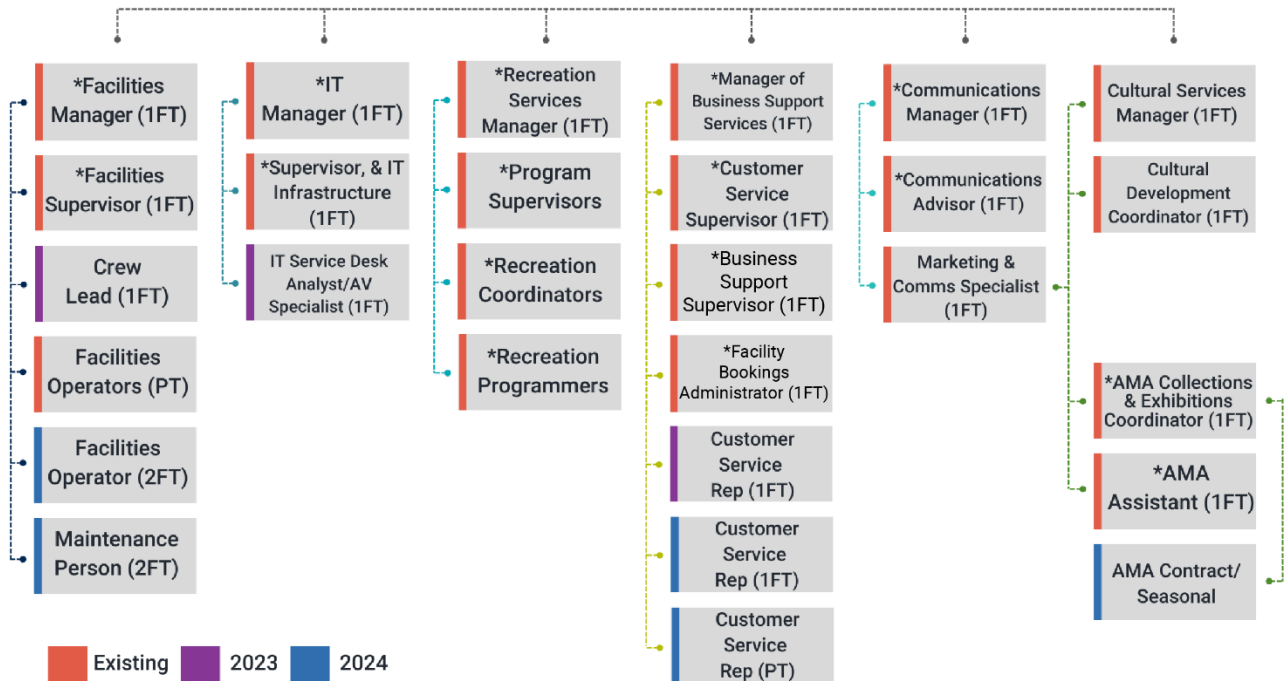 *Facilities
Manager (1FT)
*Facilities
Supervisor (1FT)
Crew
Lead (1FT)
Facilities
Operators (PT)
Facilities
Operator (2FT)
Maintenance
Person (2FT)
*IT
Manager (1FT)
*Supervisor, & IT
Infrastructure
(1FT)
IT Service Desk
Analyst/AV
Specialist (1FT)
*Recreation
Services
Manager (1FT)
*Program
Supervisors
*Recreation
Coordinators
*Recreation
Programmers
*Manager of
Business Support
Services (1FT)
*Customer
Service
Supervisor (1FT)
*Business
Support
Supervisor (1FT)
*Facility
Bookings
Administrator (1FT)
Customer
Service
Rep (1FT)
Customer
Service
Rep (1FT)
Customer
Service
Rep (PT)
*Communications
Manager (1FT)
*Communications
Advisor (1FT)
Marketing &
Comms Specialist
(1FT)
Cultural Services
Manager (1FT)
Cultural
Development
Coordinator (1FT)
*AMA Collections
& Exhibitions
Coordinator (1FT)
*AMA
Assistant (1FT)
AMA Contract/
Seasonal
Existing
2023
2024